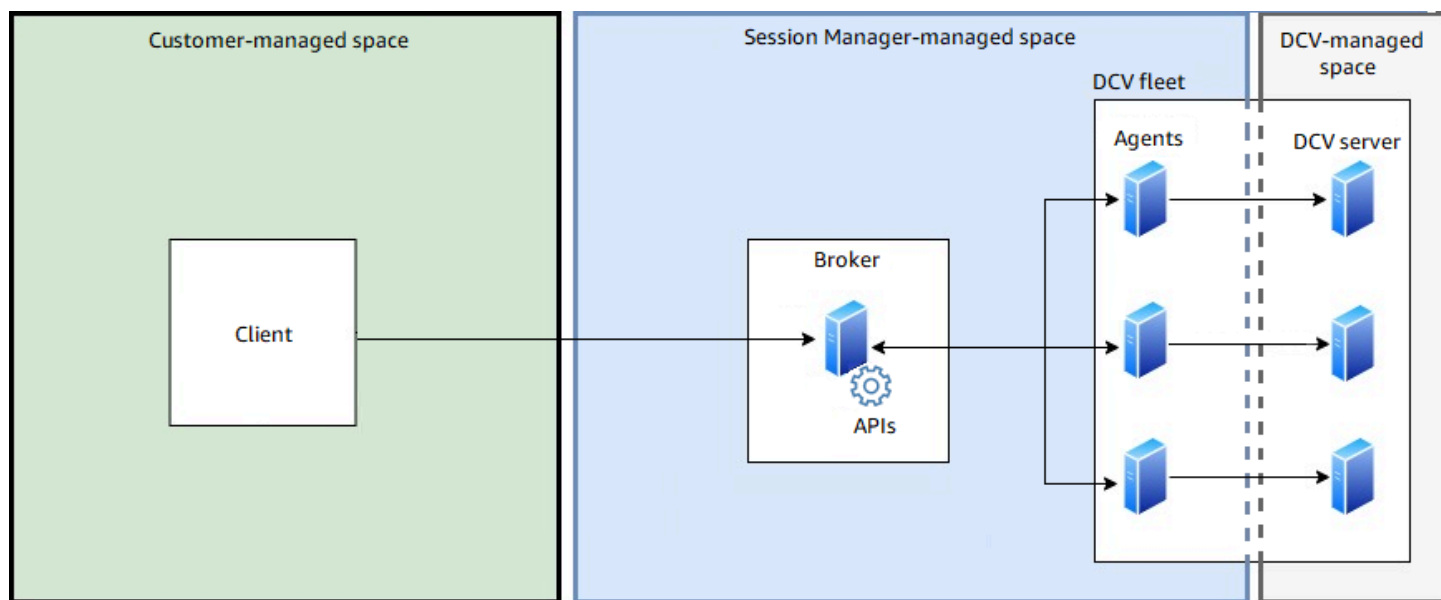 Customer-managed space
Session Manager-managed space
DCV-managed
space
DCV fleet
Agents
DCV server
Broker
Client
APIs